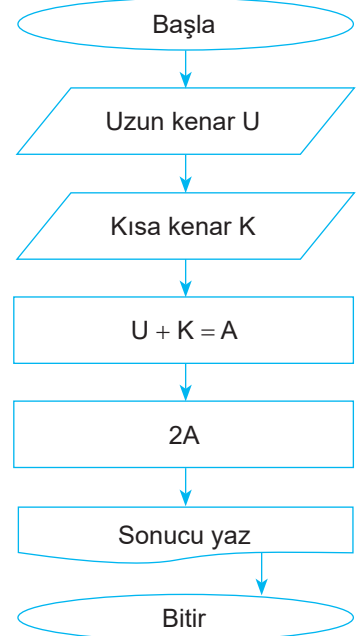 Başla
Uzun kenar U
Kısa kenar K
U + K = A
2A
Sonucu yaz
Bitir